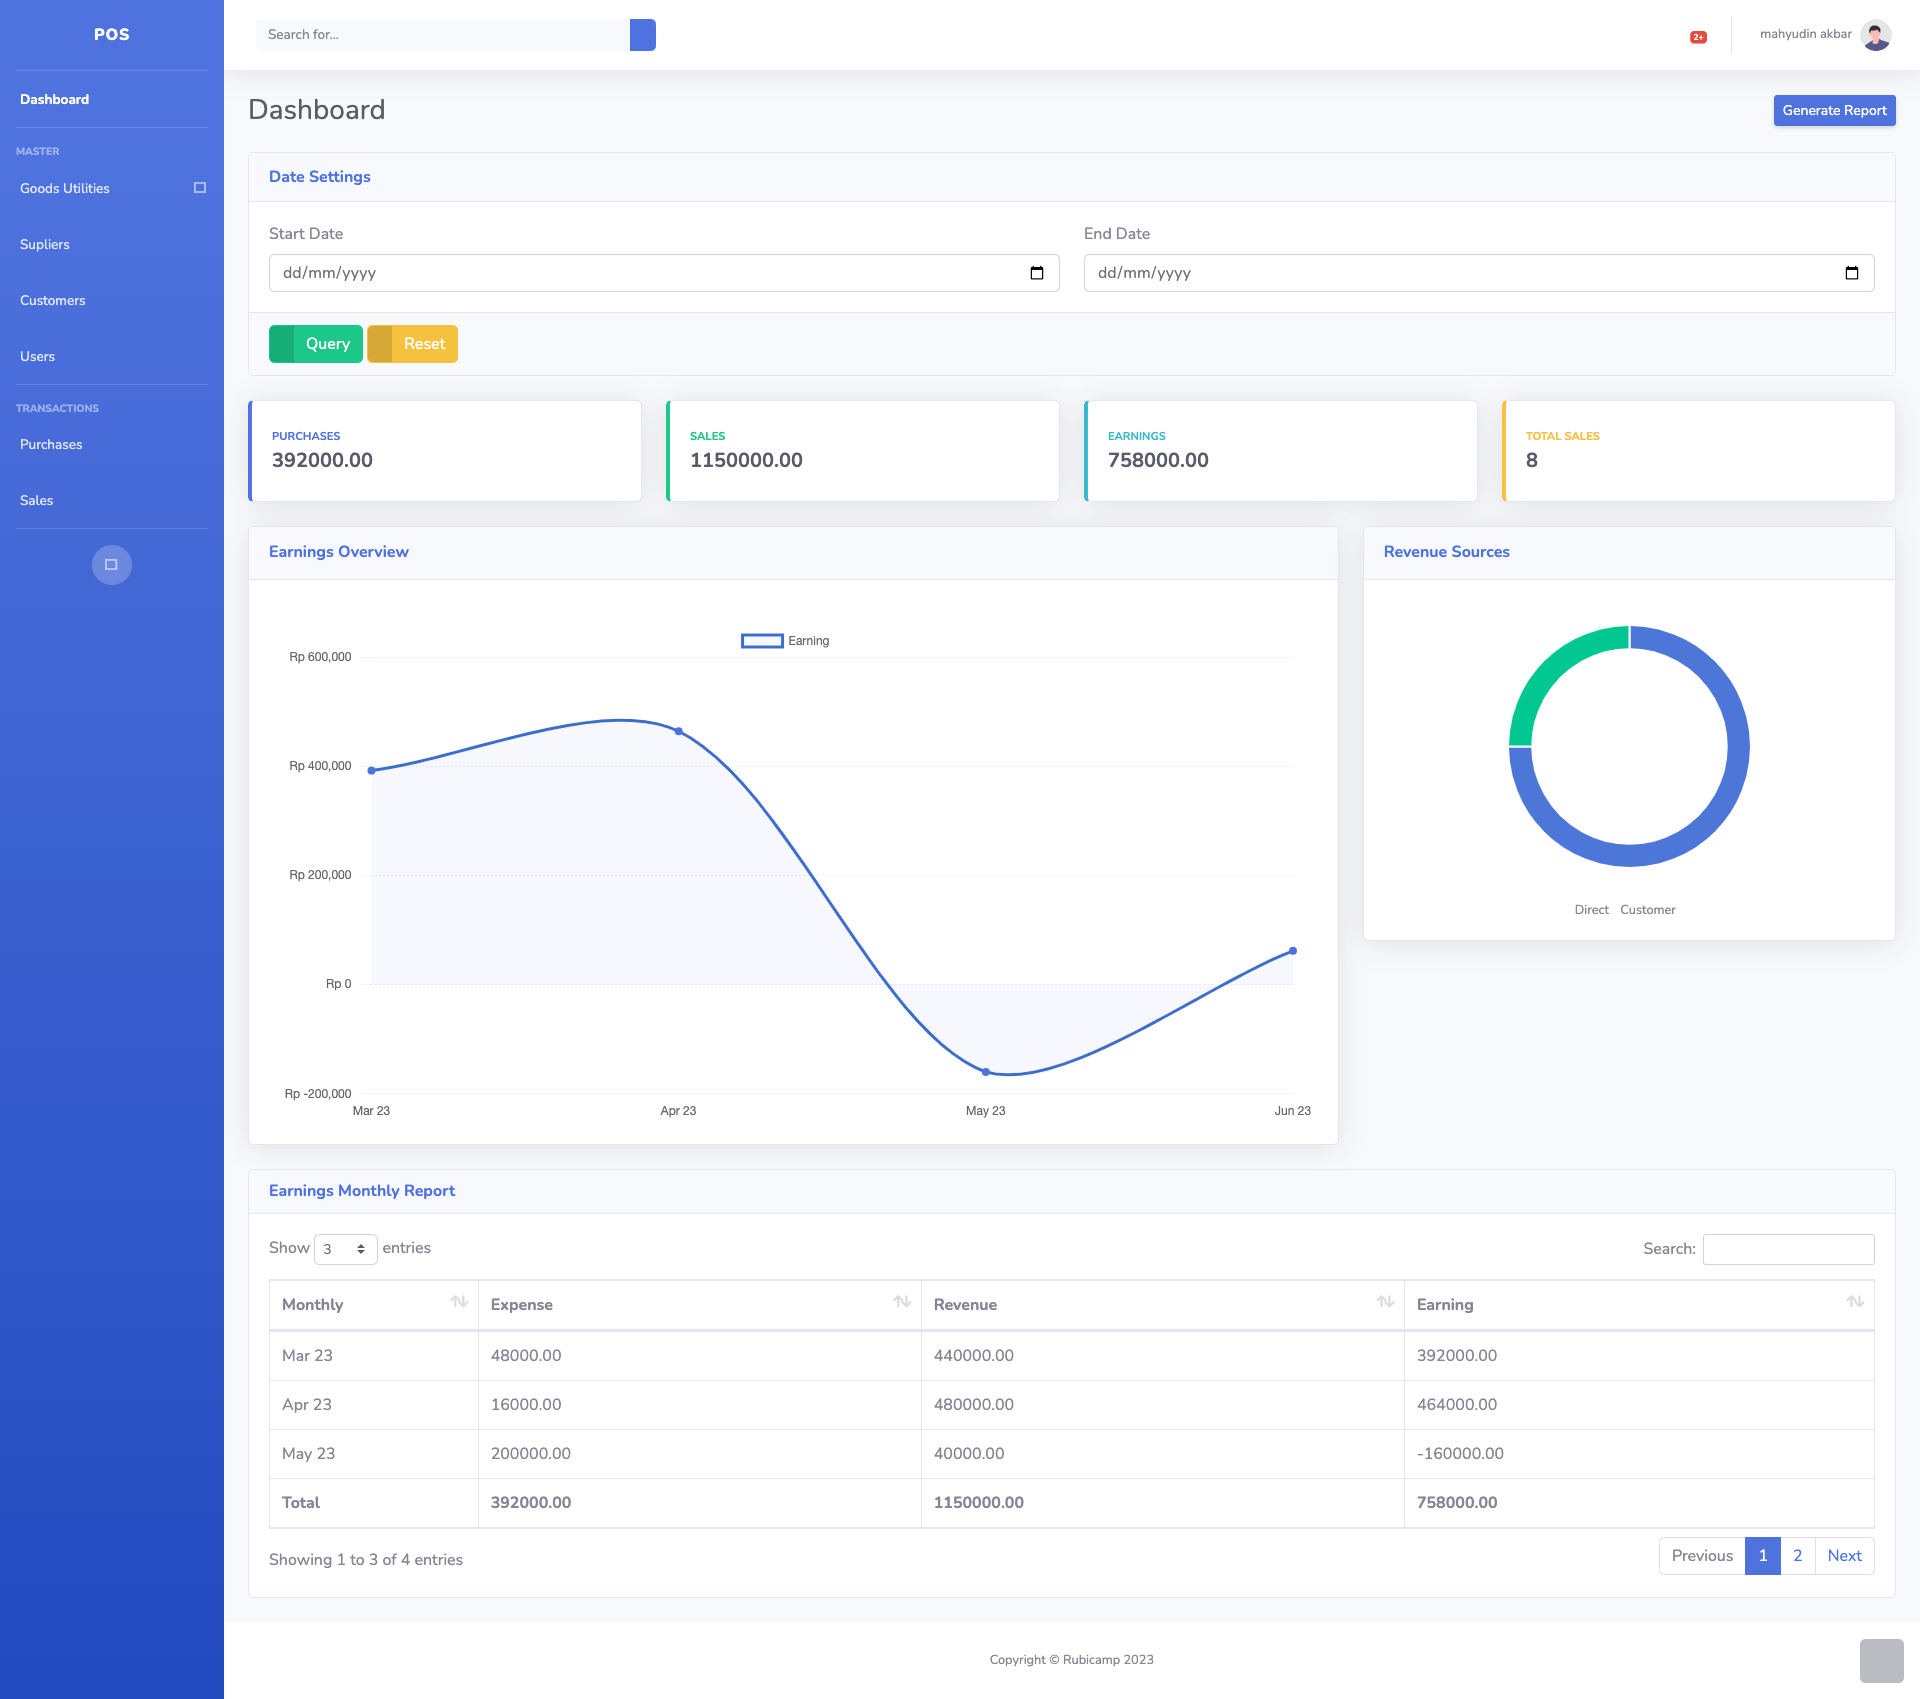 POS
Dashboard
MASTER
Goods Utilities
Supliers
Customers
Users
TRANSACTIONS
Purchases
Sales
Search for...
2+
mahyudin akbar
Dashboard
Generate Report
Date Settings
Start Date
End Date
dd/mm/yyyy
dd/mm/yyyy
Query
Reset
PURCHASES
392000.00
SALES
1150000.00
EARNINGS
758000.00
TOTAL SALES
8
Earnings Overview
Earning
Rp 600,000
Rp 400,000
Rp 200,000
Rp 0
Rp -200,000
Mar 23
Apr 23
May 23
Jun 23
Revenue Sources
Direct Customer
Earnings Monthly Report
Show 3 entries
Search:
Monthly Expense Revenue Earning
Mar 23 48000.00 440000.00 392000.00
Apr 23 16000.00 480000.00 464000.00
May 23 200000.00 40000.00 -160000.00
Total 392000.00 1150000.00 758000.00
Showing 1 to 3 of 4 entries
Previous 1 2 Next
Copyright © Rubicamp 2023